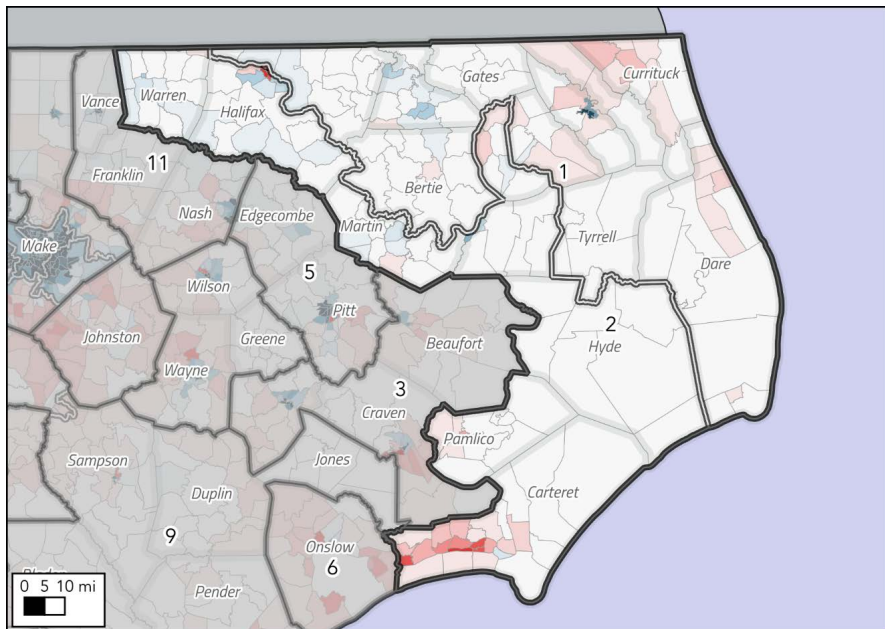 Gates
Currituck
Vance
Warren
Halifax
11
Franklin
1
Bertie
Nash
Edgecombe
Martin
Wake
Tyrrell
Dare
5
Wilson
Pitt
2
Johnston
Greene
Beaufort
Hyde
Wayne
3
Craven
Pamlico
Sampson
Jones
Duplin
Carteret
9
Onslow
6
Pender
0 5 10 mi